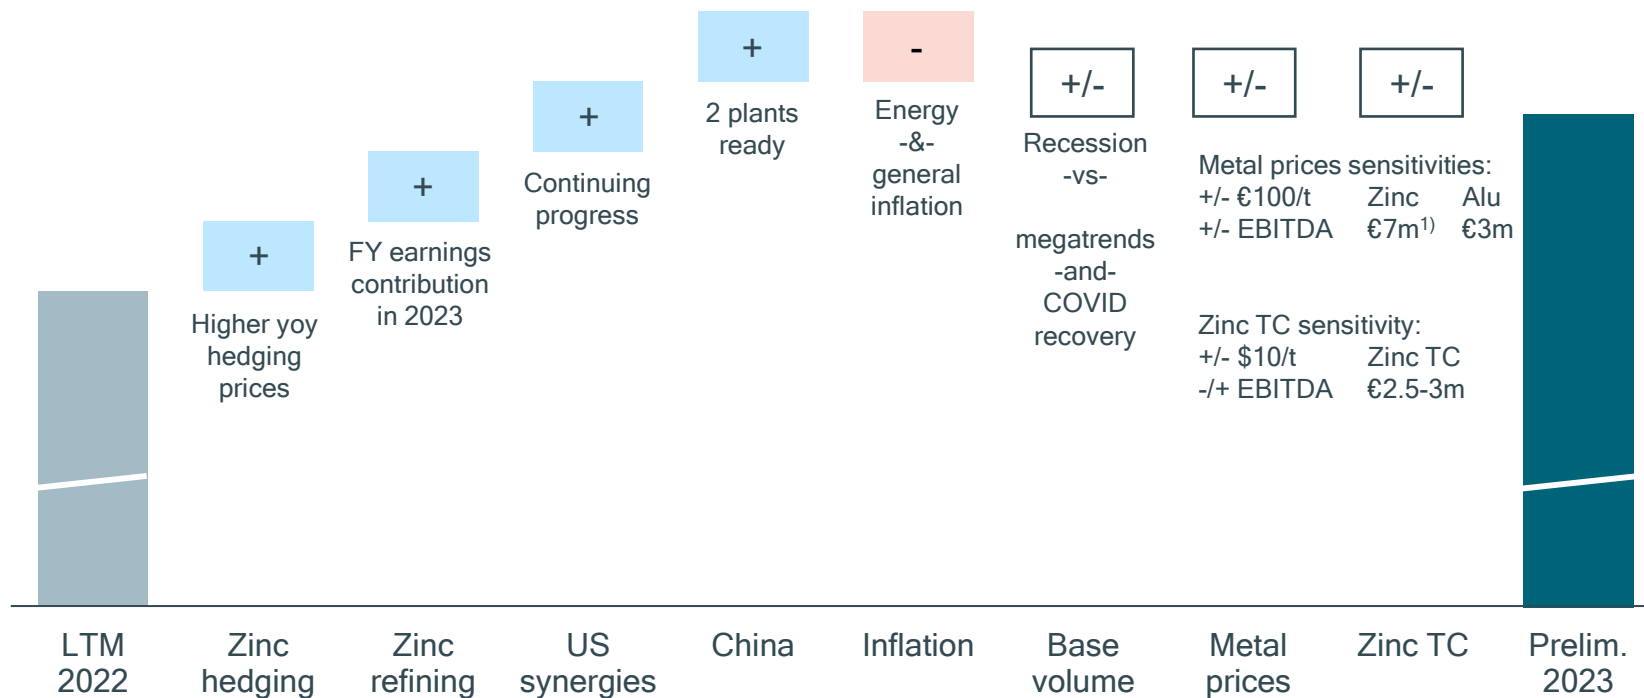 +
Higher yoy
hedging
prices
+
FY earnings
contribution
in 2023
+
Continuing
progress
+
2 plants
ready
-
Energy
-&-
general
inflation
+/-
Recession
-vs-
megatrends
-and-
COVID
recovery
+/-
+/-
Metal prices sensitivities:
+/- €100/t Zinc Alu
+/- EBITDA €7m1) €3m
Zinc TC sensitivity:
+/- $10/t Zinc TC
-/+ EBITDA €2.5-3m
LTM
2022
Zinc
hedging
Zinc
refining
US
synergies
China
Inflation
Base
volume
Metal
prices
Zinc TC
Prelim.
2023